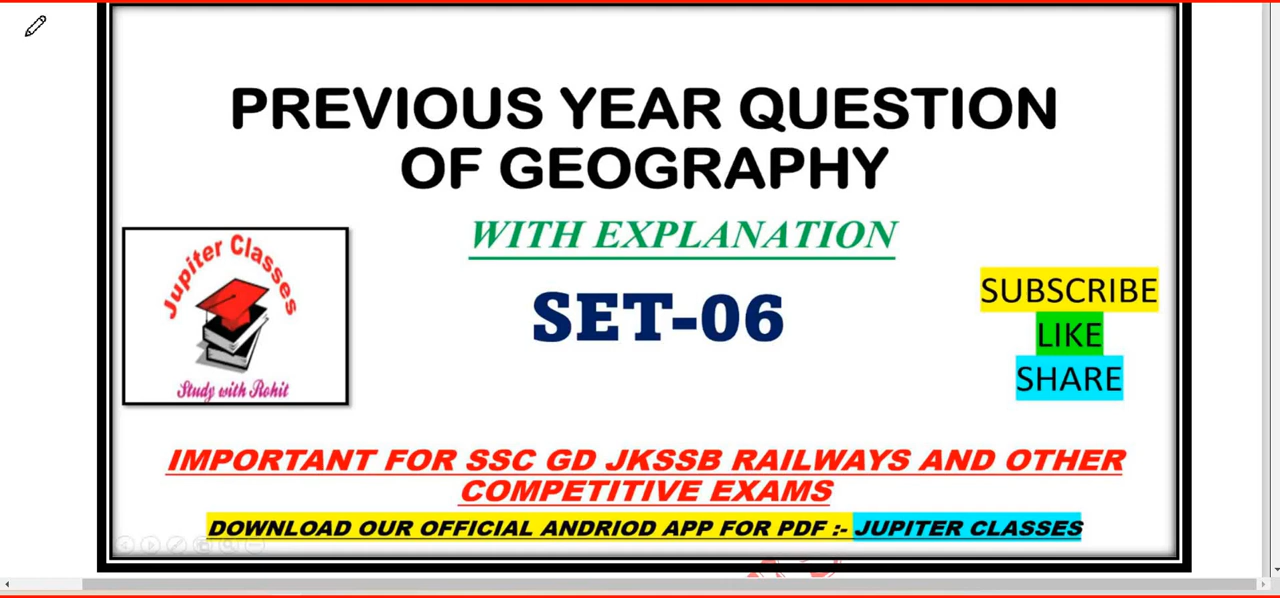 PREVIOUS YEAR QUESTION
OF GEOGRAPHY
WITH EXPLANATION
Jupiter Classes
Study with Rohit
SET-06
SUBSCRIBE
LIKE
SHARE
IMPORTANT FOR SSC GD JKSSB RAILWAYS AND OTHER
COMPETITIVE EXAMS
DOWNLOAD OUR OFFICIAL ANDRIOD APP FOR PDF :- JUPITER CLASSES